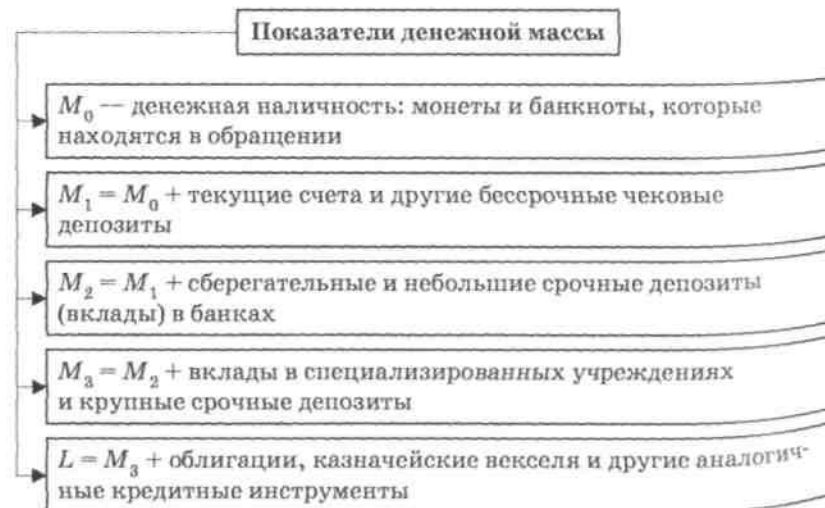 Показатели денежной массы
M₀ — денежная наличность: монеты и банкноты, которые
находятся в обращении
M₁ = M₀ + текущие счета и другие бессрочные чековые
депозиты
M₂ = M₁ + сберегательные и небольшие срочные депозиты
(вклады) в банках
M₃ = M₂ + вклады в специализированных учреждениях
и крупные срочные депозиты
L = M₃ + облигации, казначейские векселя и другие аналогич-
ные кредитные инструменты